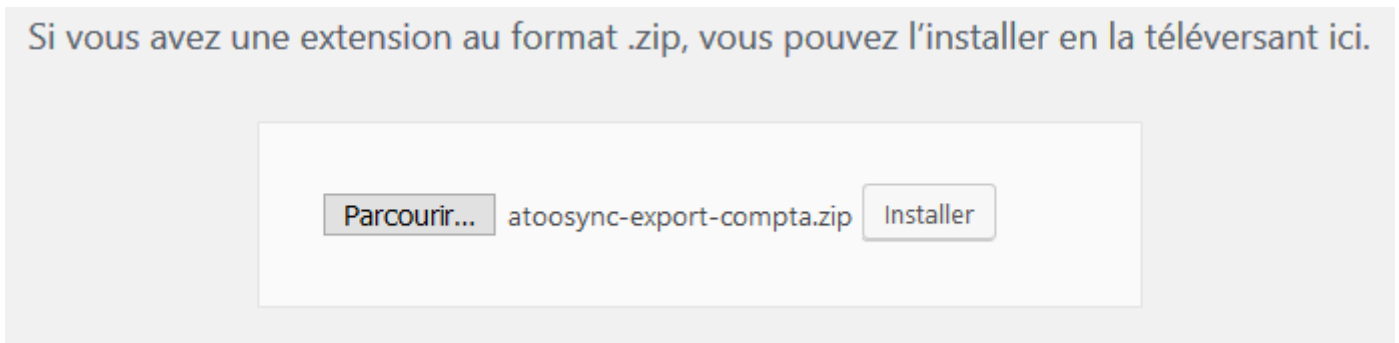 Si vous avez une extension au format .zip, vous pouvez l’installer en la téléversant ici.
Parcourir... atoosync-export-compta.zip Installer